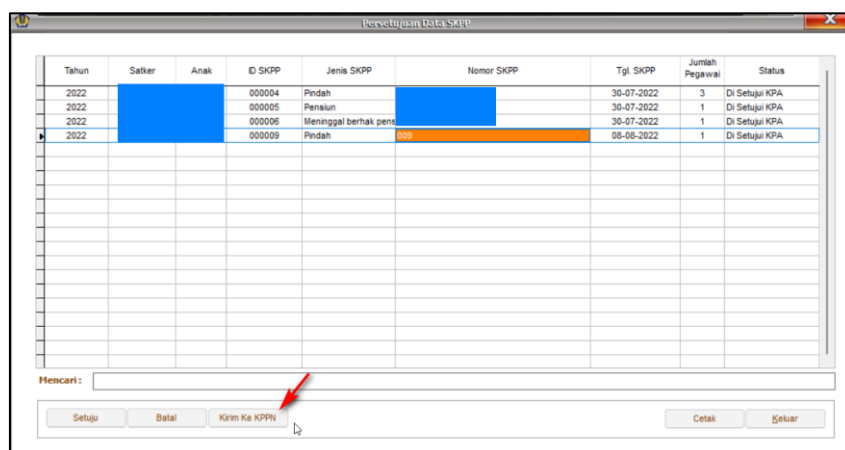 Persetujuan Data SKPP
Tahun Satker Anak ID SKPP Jenis SKPP Nomor SKPP Tgl. SKPP Jumlah Pegawai Status
2022 000004 Pindah 30-07-2022 3 Di Setujui KPA
2022 000005 Pensiun 30-07-2022 1 Di Setujui KPA
2022 000006 Meninggal berhak pens 30-07-2022 1 Di Setujui KPA
2022 000009 Pindah 009 08-08-2022 1 Di Setujui KPA
Mencari :
Setuju Batal Kirim Ke KPPN Cetak Keluar